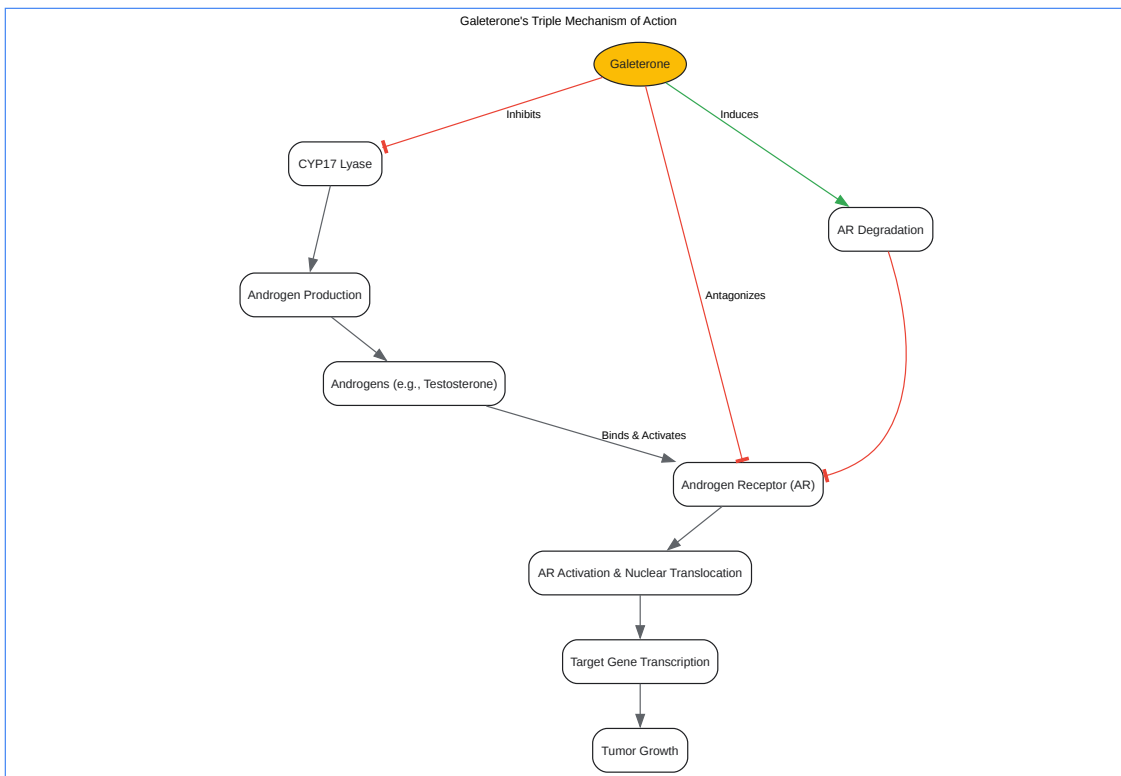 Galeterone's Triple Mechanism of Action
Galeterone
Inhibits
Induces
CYP17 Lyase
AR Degradation
Androgen Production
Antagonizes
Androgens (e.g., Testosterone)
Binds & Activates
Androgen Receptor (AR)
AR Activation & Nuclear Translocation
Target Gene Transcription
Tumor Growth